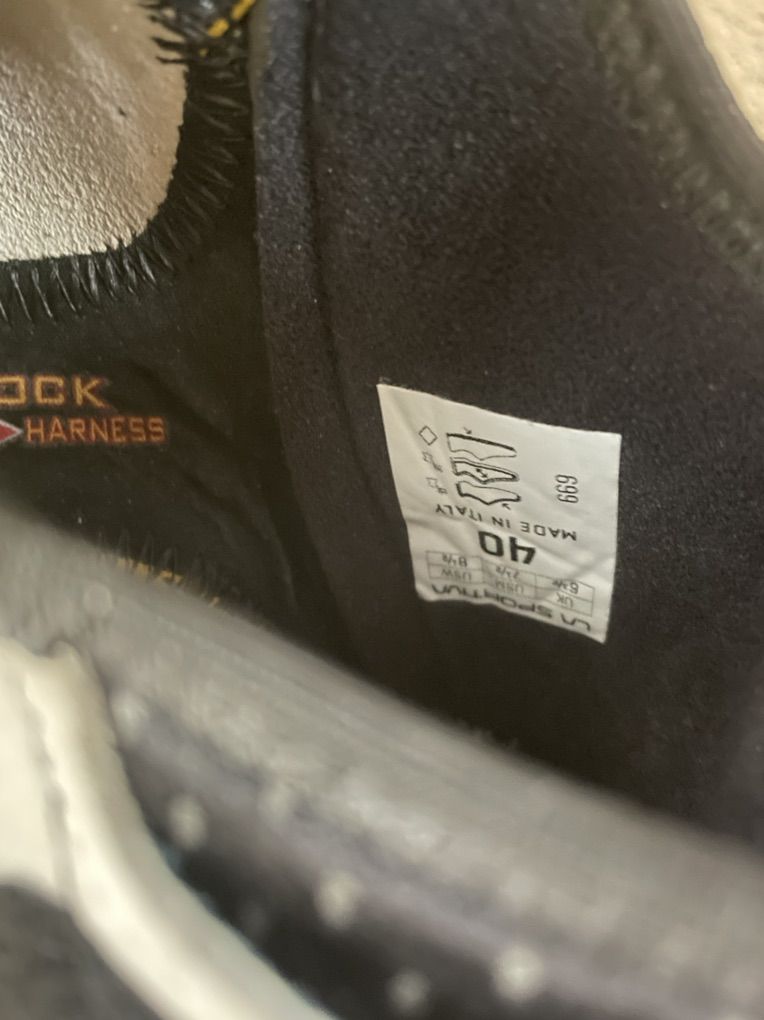 OCK
HARNESS
LA SPORTIVA
UK USM USW
6½ 7½ 8½
40
MADE IN ITALY
669